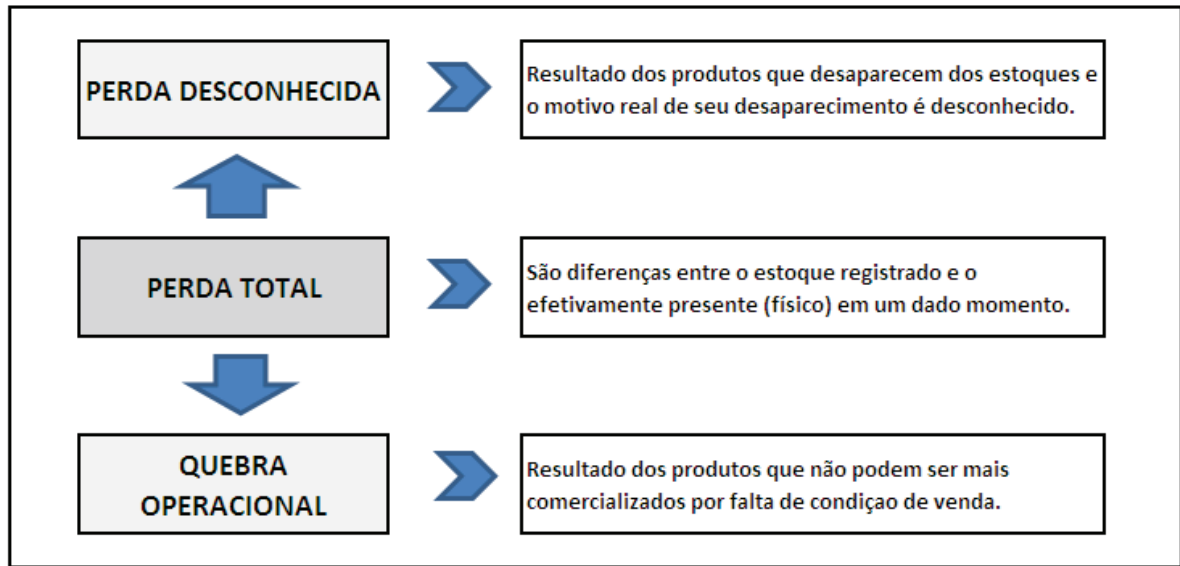 PERDA DESCONHECIDA
Resultado dos produtos que desaparecem dos estoques e
o motivo real de seu desaparecimento é desconhecido.
PERDA TOTAL
São diferenças entre o estoque registrado e o
efetivamente presente (físico) em um dado momento.
QUEBRA
OPERACIONAL
Resultado dos produtos que não podem ser mais
comercializados por falta de condiçao de venda.